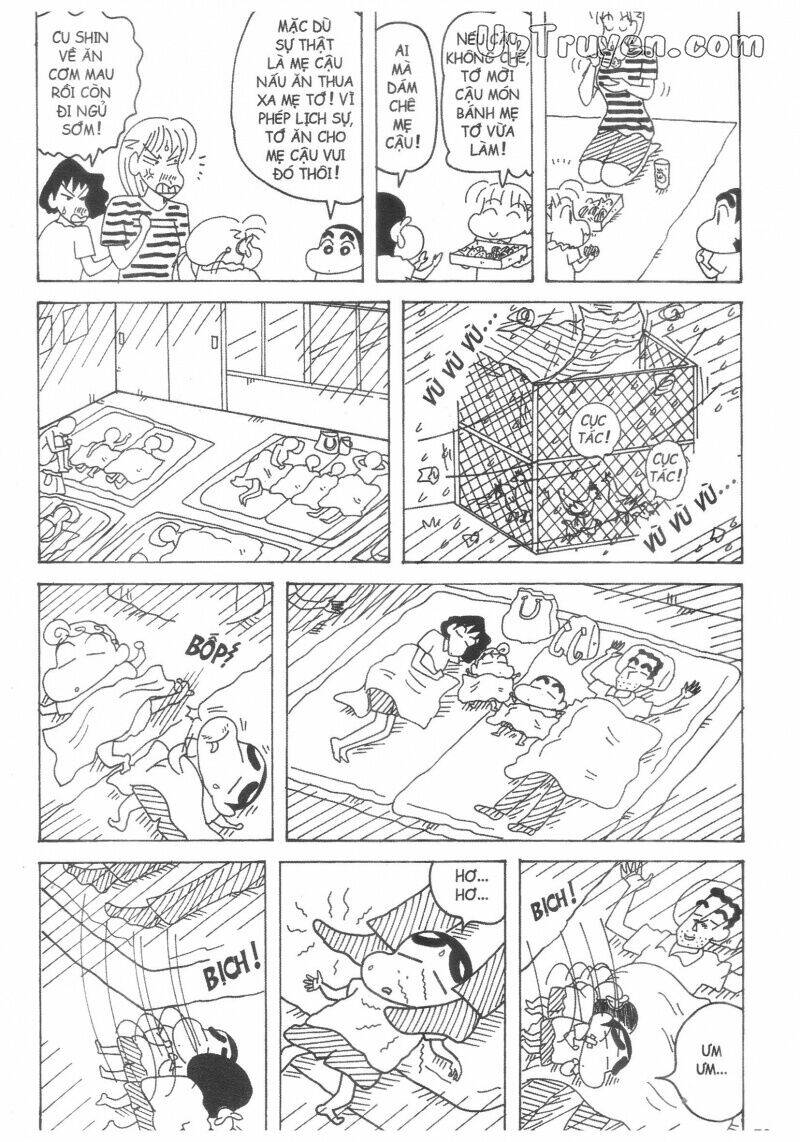 UpTruyen.com
CU SHIN
VỀ ĂN
CƠM MAU
RỒI CÒN
ĐI NGỦ
SỚM!
MẶC DÙ
SỰ THẬT
LÀ MẸ CẬU
NẤU ĂN THUA
XA MẸ TỚ! VÌ
PHÉP LỊCH SỰ,
TỚ ĂN CHO
MẸ CẬU VUI
ĐÓ THÔI!
AI
MÀ
DÁM
CHÊ
MẸ
CẬU!
NẾU CẬU
KHÔNG CHÊ,
TỚ MỜI
CẬU MÓN
BÁNH MẸ
TỚ VỪA
LÀM!
VŨ VŨ VŨ...
CỤC
TÁC!
CỤC
TÁC!
VŨ VŨ VŨ...
BỐP!
BỊCH!
HƠ...
HƠ...
BỊCH!
ƯM
ƯM...